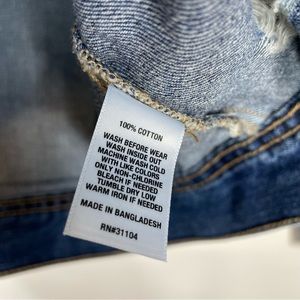 100% COTTON
WASH BEFORE WEAR
WASH INSIDE OUT
MACHINE WASH COLD
WITH LIKE COLORS
ONLY NON-CHLORINE
BLEACH IF NEEDED
TUMBLE DRY LOW
WARM IRON IF NEEDED
MADE IN BANGLADESH
RN#31104